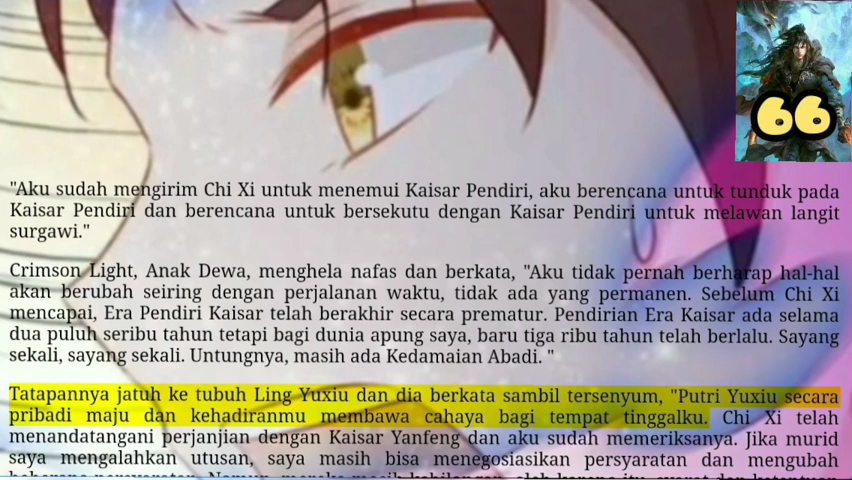 66
"Aku sudah mengirim Chi Xi untuk menemui Kaisar Pendiri, aku berencana untuk tunduk pada
Kaisar Pendiri dan berencana untuk bersekutu dengan Kaisar Pendiri untuk melawan langit
surgawi."
Crimson Light, Anak Dewa, menghela nafas dan berkata, "Aku tidak pernah berharap hal-hal
akan berubah seiring dengan perjalanan waktu, tidak ada yang permanen. Sebelum Chi Xi
mencapai, Era Pendiri Kaisar telah berakhir secara prematur. Pendirian Era Kaisar ada selama
dua puluh seribu tahun tetapi bagi dunia apung saya, baru tiga ribu tahun telah berlalu. Sayang
sekali, sayang sekali. Untungnya, masih ada Kedamaian Abadi. "
Tatapannya jatuh ke tubuh Ling Yuxiu dan dia berkata sambil tersenyum, "Putri Yuxiu secara
pribadi maju dan kehadiranmu membawa cahaya bagi tempat tinggalku. Chi Xi telah
menandatangani perjanjian dengan Kaisar Yanfeng dan aku sudah memeriksanya. Jika murid
saya mengalahkan utusan, saya masih bisa menegosiasikan persyaratan dan mengubah